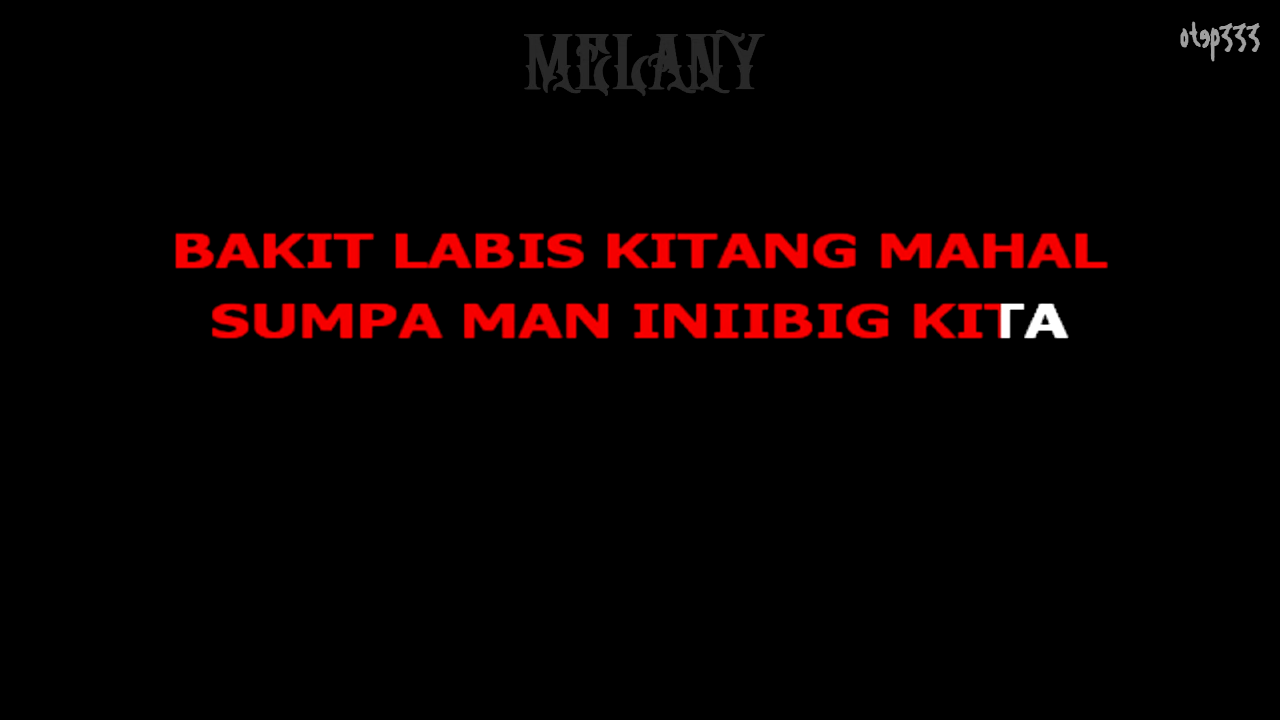 MELANY
otep333
BAKIT LABIS KITANG MAHAL
SUMPA MAN INIIBIG KITA